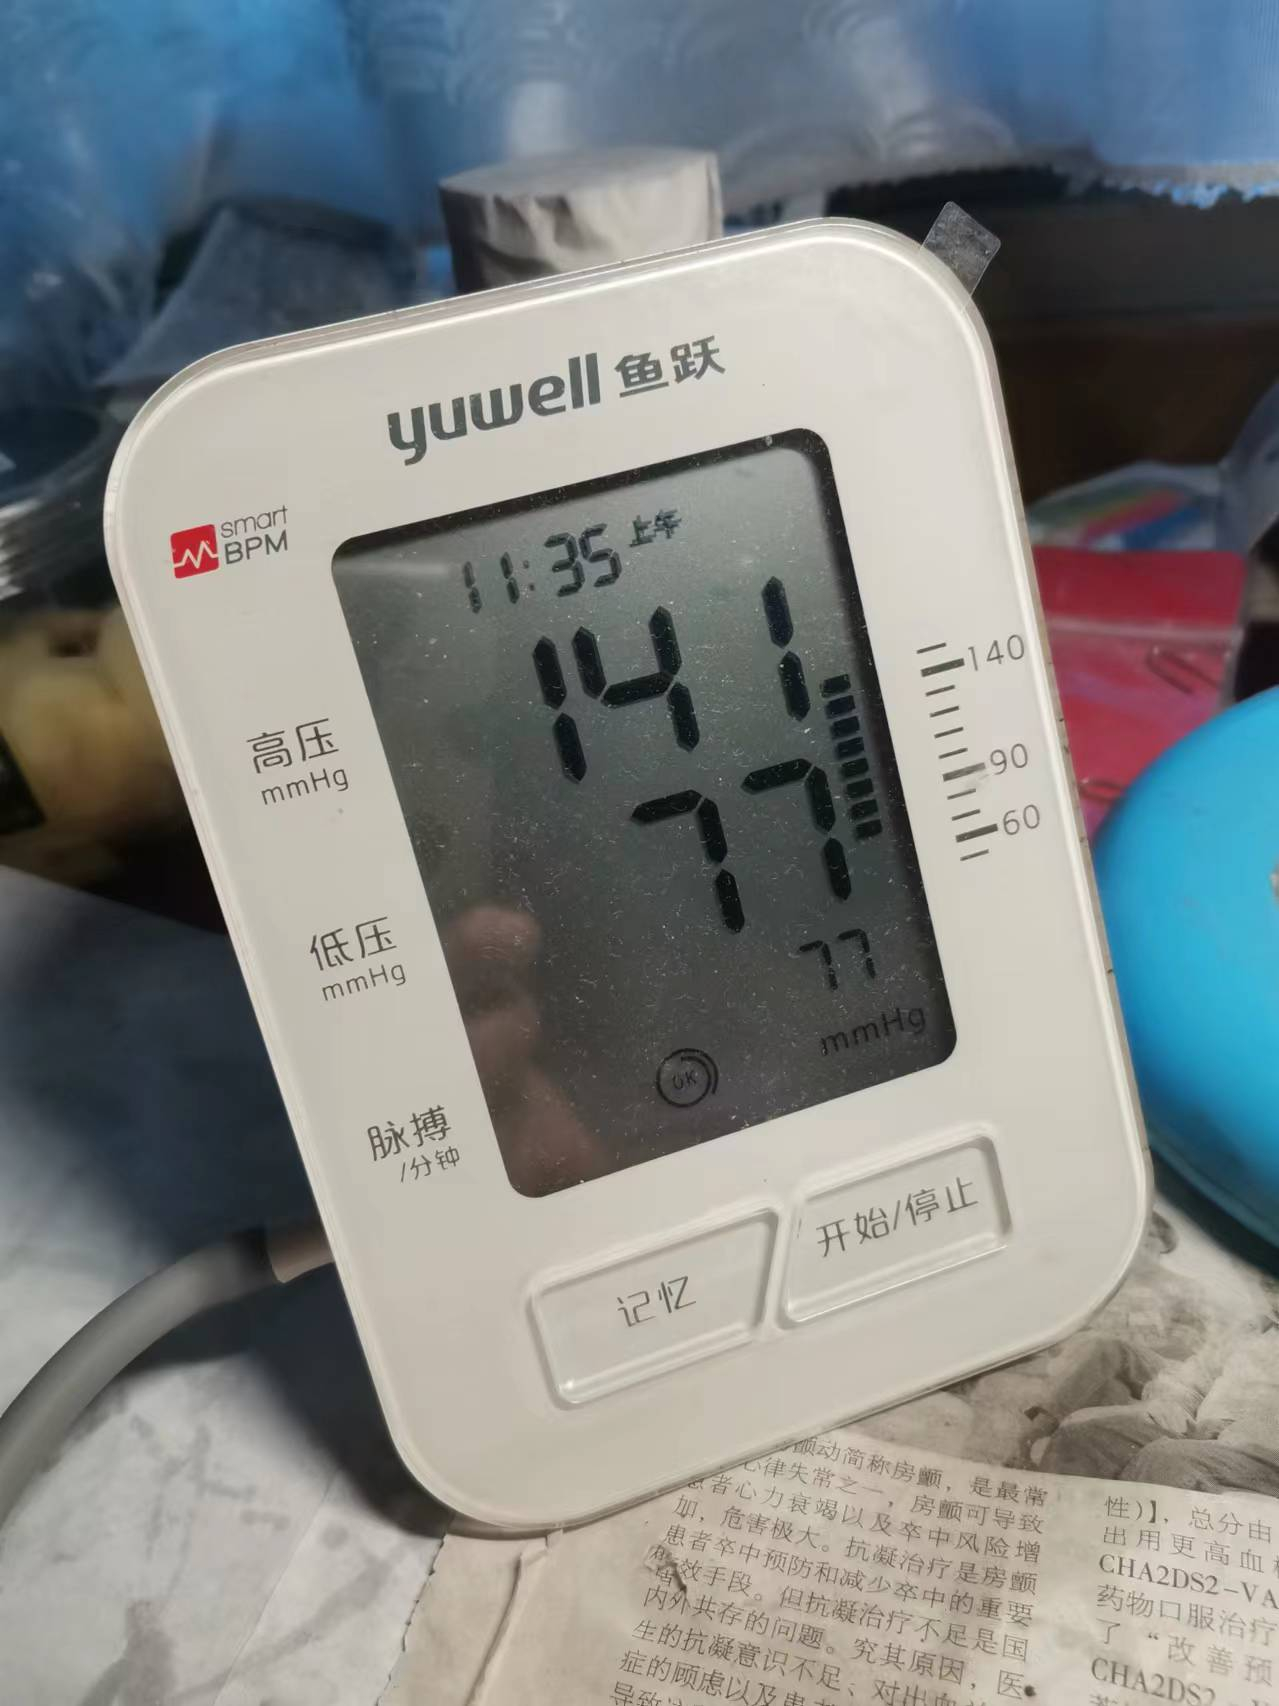 yuwell 鱼跃
smart
BPM
11:35 上午
141
高压
mmHg
140
90
60
77
低压
mmHg
77
mmHg
OK
脉搏
/分钟
记忆
开始/停止
颤动简称房颤,是最常
心律失常之一,房颤可导致
患者心力衰竭以及卒中风险增
加,危害极大。抗凝治疗是房颤
患者卒中预防和减少卒中的重要
有效手段。但抗凝治疗不足是国
内外共存的问题。究其原因,医
生的抗凝意识不足、对出血
症的顾虑以及患
导致
性)】,总分由
出用更高血
CHA2DS2-VA
药物口服治疗
了“改善预
CHA2DS2